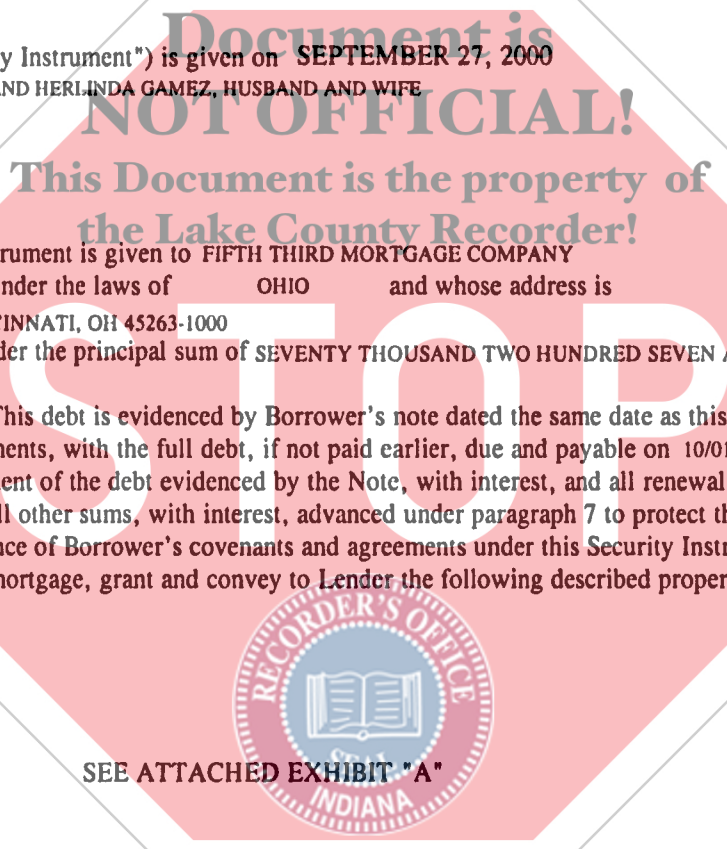 Document is
y Instrument") is given on SEPTEMBER 27, 2000
AND HERLINDA GAMEZ, HUSBAND AND WIFE
NOT OFFICIAL!
This Document is the property of
the Lake County Recorder!
trument is given to FIFTH THIRD MORTGAGE COMPANY
nder the laws of OHIO and whose address is
CINNATI, OH 45263-1000
der the principal sum of SEVENTY THOUSAND TWO HUNDRED SEVEN
STOP
This debt is evidenced by Borrower's note dated the same date as this
ments, with the full debt, if not paid earlier, due and payable on 10/01
ent of the debt evidenced by the Note, with interest, and all renewal
ll other sums, with interest, advanced under paragraph 7 to protect th
nce of Borrower's covenants and agreements under this Security Instr
mortgage, grant and convey to Lender the following described proper
RECORDER'S OFFICE
SEAL
SEE ATTACHED EXHIBIT "A"
INDIANA